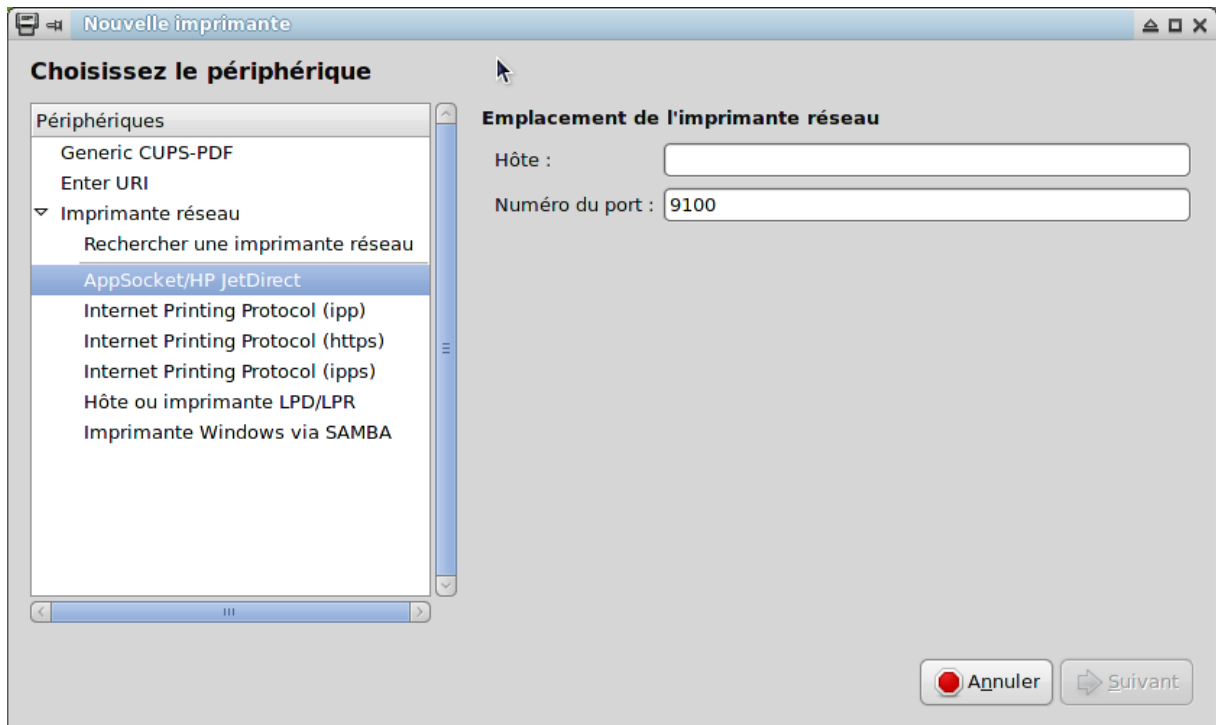 Nouvelle imprimante
Choisissez le périphérique
Périphériques
Generic CUPS-PDF
Enter URI
Imprimante réseau
Rechercher une imprimante réseau
AppSocket/HP JetDirect
Internet Printing Protocol (ipp)
Internet Printing Protocol (https)
Internet Printing Protocol (ipps)
Hôte ou imprimante LPD/LPR
Imprimante Windows via SAMBA
Emplacement de l'imprimante réseau
Hôte :
Numéro du port : 9100
Annuler
Suivant